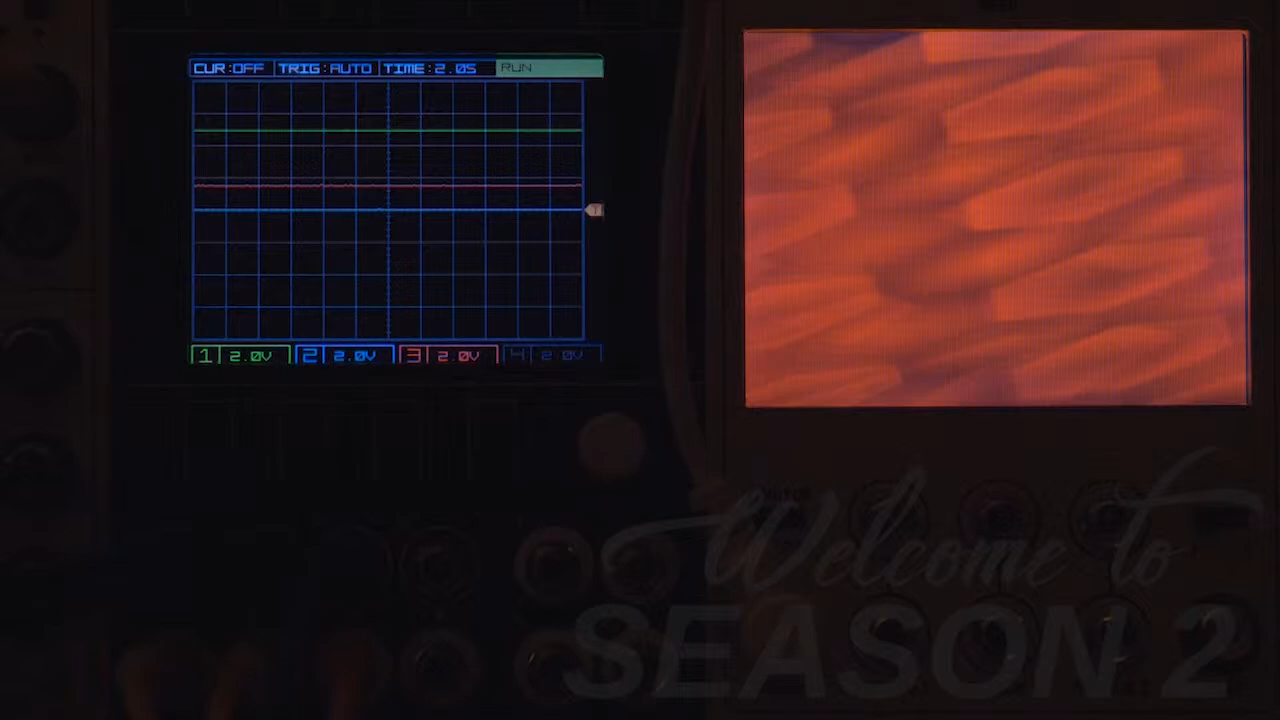 CUR:OFF TRIG:AUTO TIME:2.0S RUN
T
1 2.0V 2 2.0V 3 2.0V 4 2.0V
Welcome to
SEASON 2